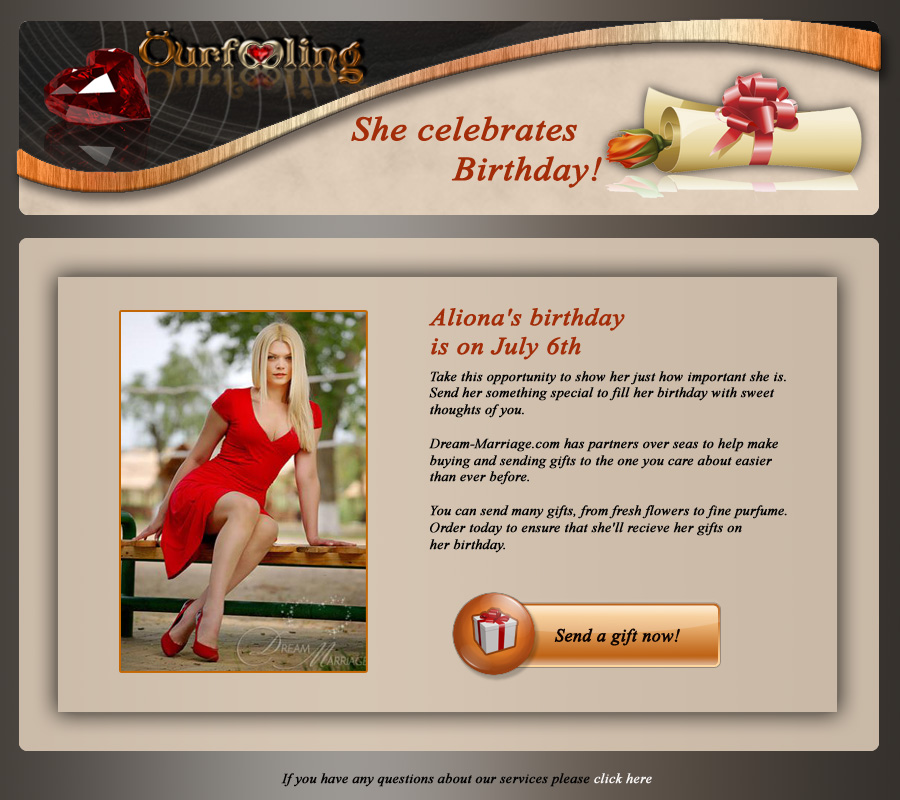 Ourfeeling
She celebrates
Birthday!
Aliona's birthday
is on July 6th
Take this opportunity to show her just how important she is.
Send her something special to fill her birthday with sweet
thoughts of you.
Dream-Marriage.com has partners over seas to help make
buying and sending gifts to the one you care about easier
than ever before.
You can send many gifts, from fresh flowers to fine purfume.
Order today to ensure that she'll recieve her gifts on
her birthday.
Dream Marriage
Send a gift now!
If you have any questions about our services please click here